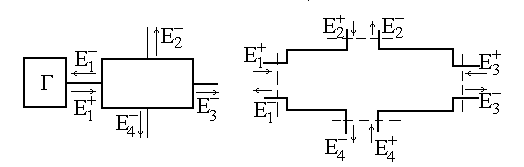 E₂⁺ E₂⁻
E₂⁻
E₁⁻ E₁⁺ E₃⁺
Г
E₁⁺ E₃⁻ E₁⁻ E₃⁻
E₄⁻
E₄⁻ E₄⁺